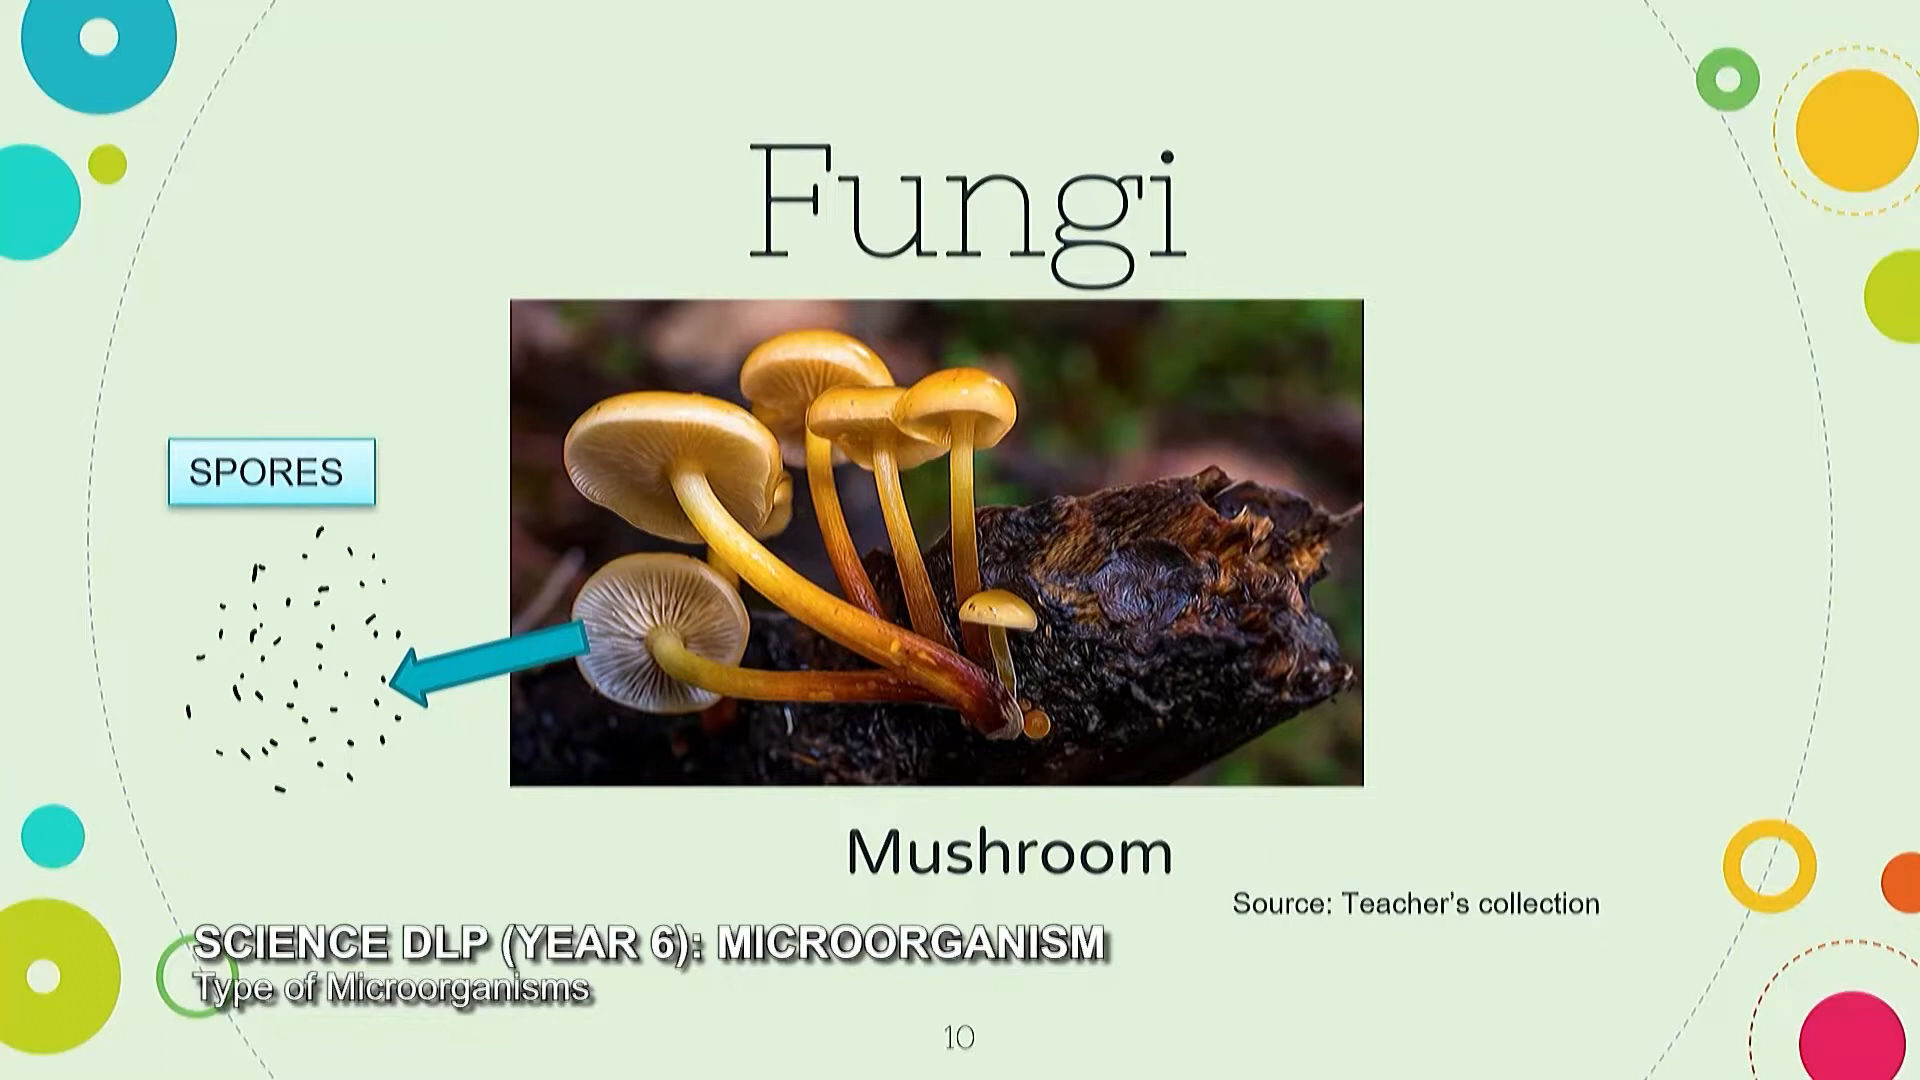 Fungi
SPORES
Mushroom
Source: Teacher's collection
SCIENCE DLP (YEAR 6): MICROORGANISM
Type of Microorganisms
10